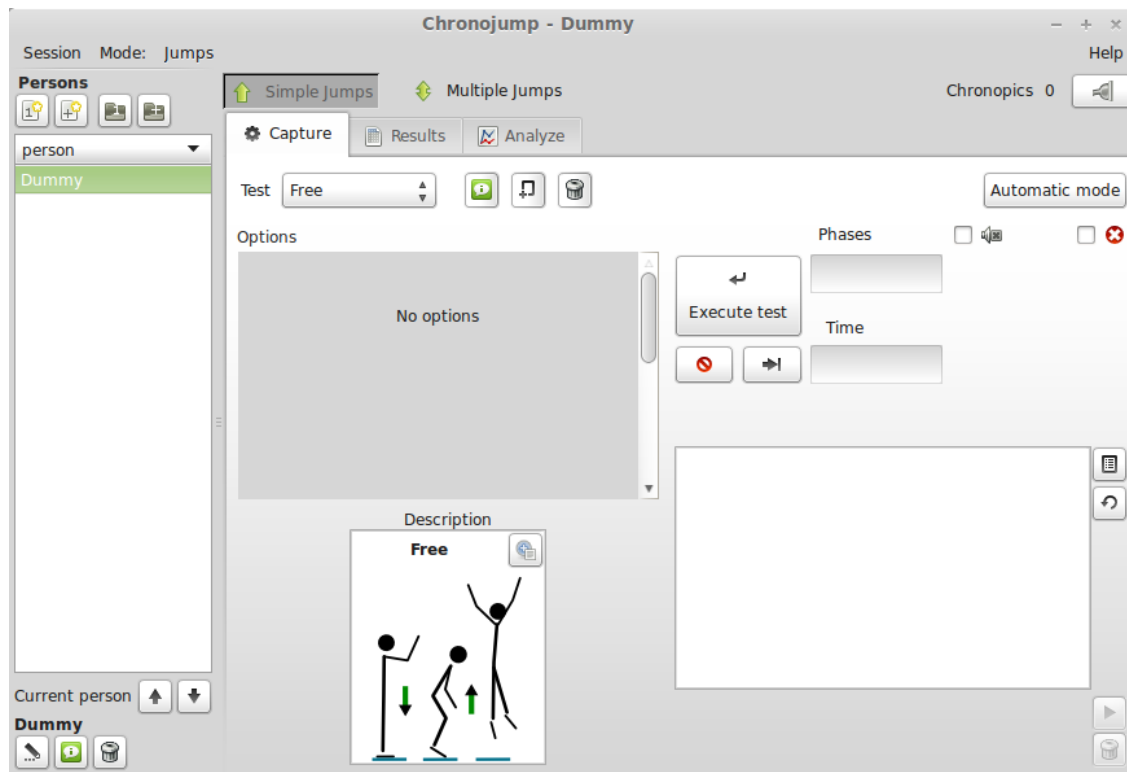 Chronojump - Dummy
Session Mode: Jumps Help
Persons
Simple Jumps Multiple Jumps Chronopics 0
Capture Results Analyze
person
Dummy
Test Free Automatic mode
Options
Phases
No options
Execute test
Time
Description
Free
Current person
Dummy